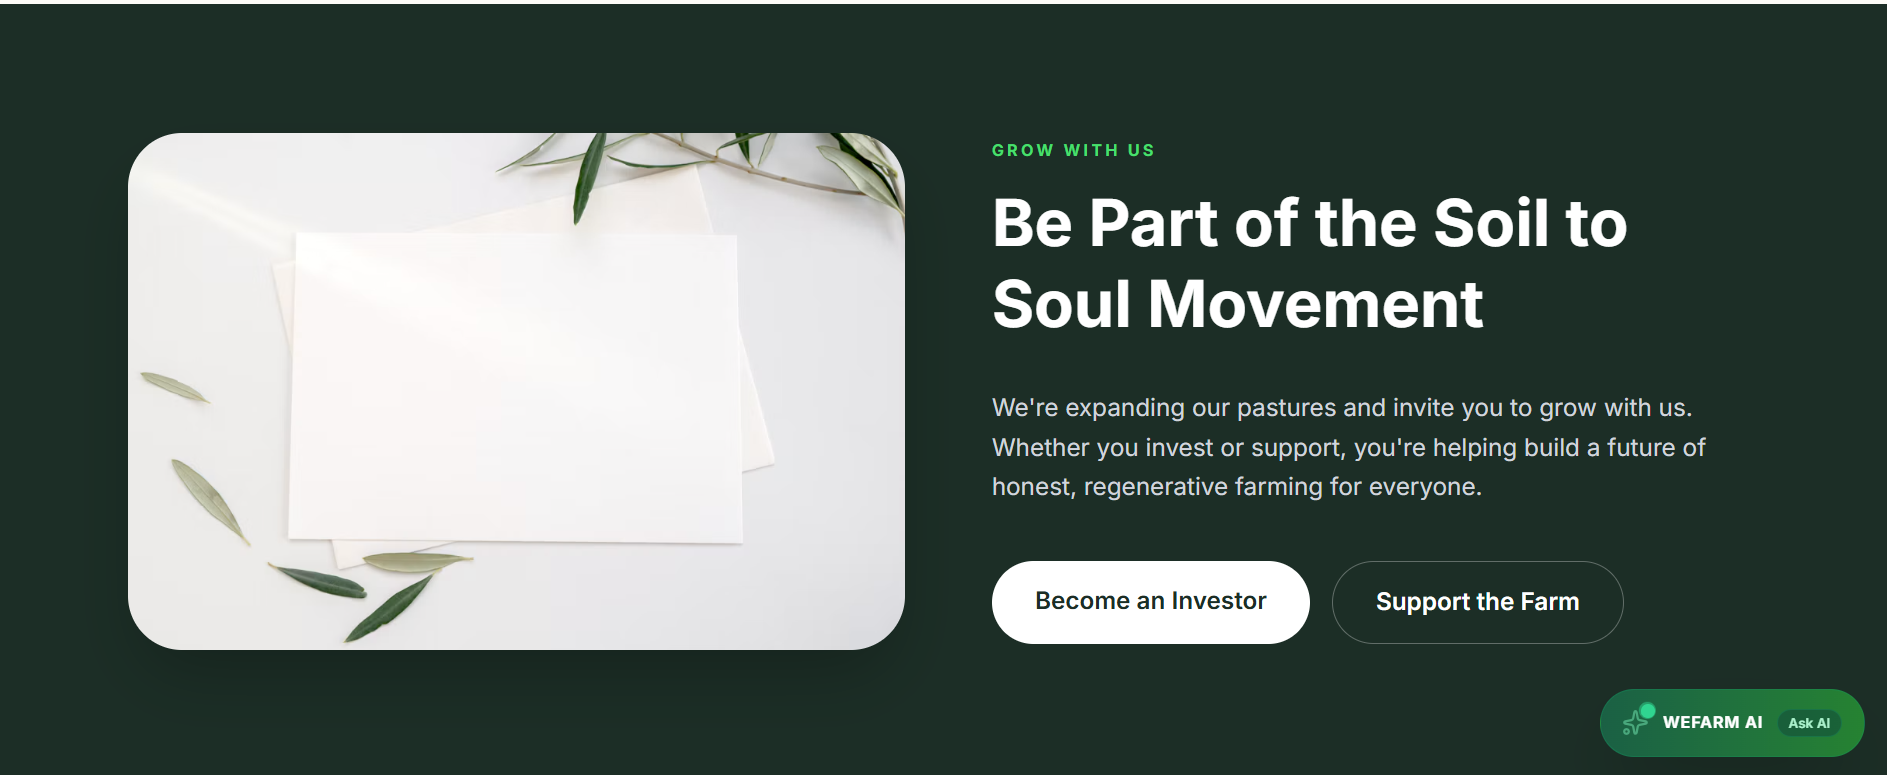 GROW WITH US
Be Part of the Soil to
Soul Movement
We're expanding our pastures and invite you to grow with us.
Whether you invest or support, you're helping build a future of
honest, regenerative farming for everyone.
Become an Investor
Support the Farm
WEFARM AI
Ask AI